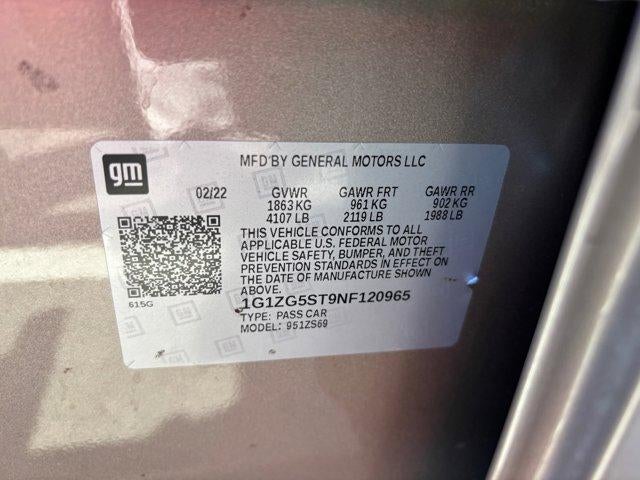 gm
MFD BY GENERAL MOTORS LLC
02/22 GVWR GAWR FRT GAWR RR
1863 KG 961 KG 902 KG
4107 LB 2119 LB 1988 LB
THIS VEHICLE CONFORMS TO ALL
APPLICABLE U.S. FEDERAL MOTOR
VEHICLE SAFETY, BUMPER, AND THEFT
PREVENTION STANDARDS IN EFFECT ON
THE DATE OF MANUFACTURE SHOWN
ABOVE.
615G
1G1ZG5ST9NF120965
TYPE: PASS CAR
MODEL: 951ZS69